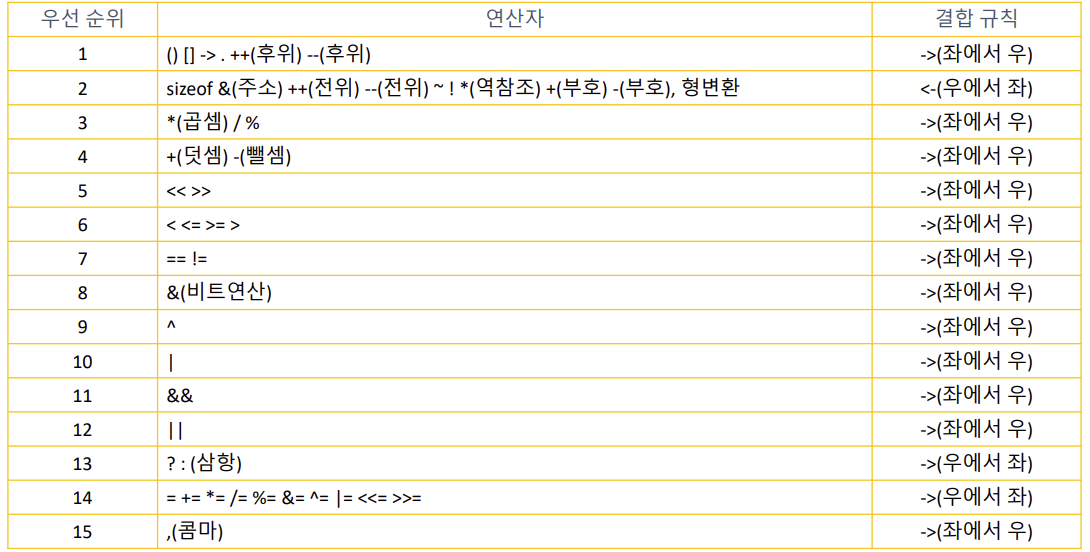 우선 순위 연산자 결합 규칙
1 () [] -> . ++(후위) --(후위) ->(좌에서 우)
2 sizeof &(주소) ++(전위) --(전위) ~ ! *(역참조) +(부호) -(부호), 형변환 <-(우에서 좌)
3 *(곱셈) / % ->(좌에서 우)
4 +(덧셈) -(뺄셈) ->(좌에서 우)
5 << >> ->(좌에서 우)
6 < <= >= > ->(좌에서 우)
7 == != ->(좌에서 우)
8 &(비트연산) ->(좌에서 우)
9 ^ ->(좌에서 우)
10 | ->(좌에서 우)
11 && ->(좌에서 우)
12 || ->(좌에서 우)
13 ? : (삼항) ->(우에서 좌)
14 = += *= /= %= &= ^= |= <<= >>= ->(우에서 좌)
15 ,(콤마) ->(좌에서 우)